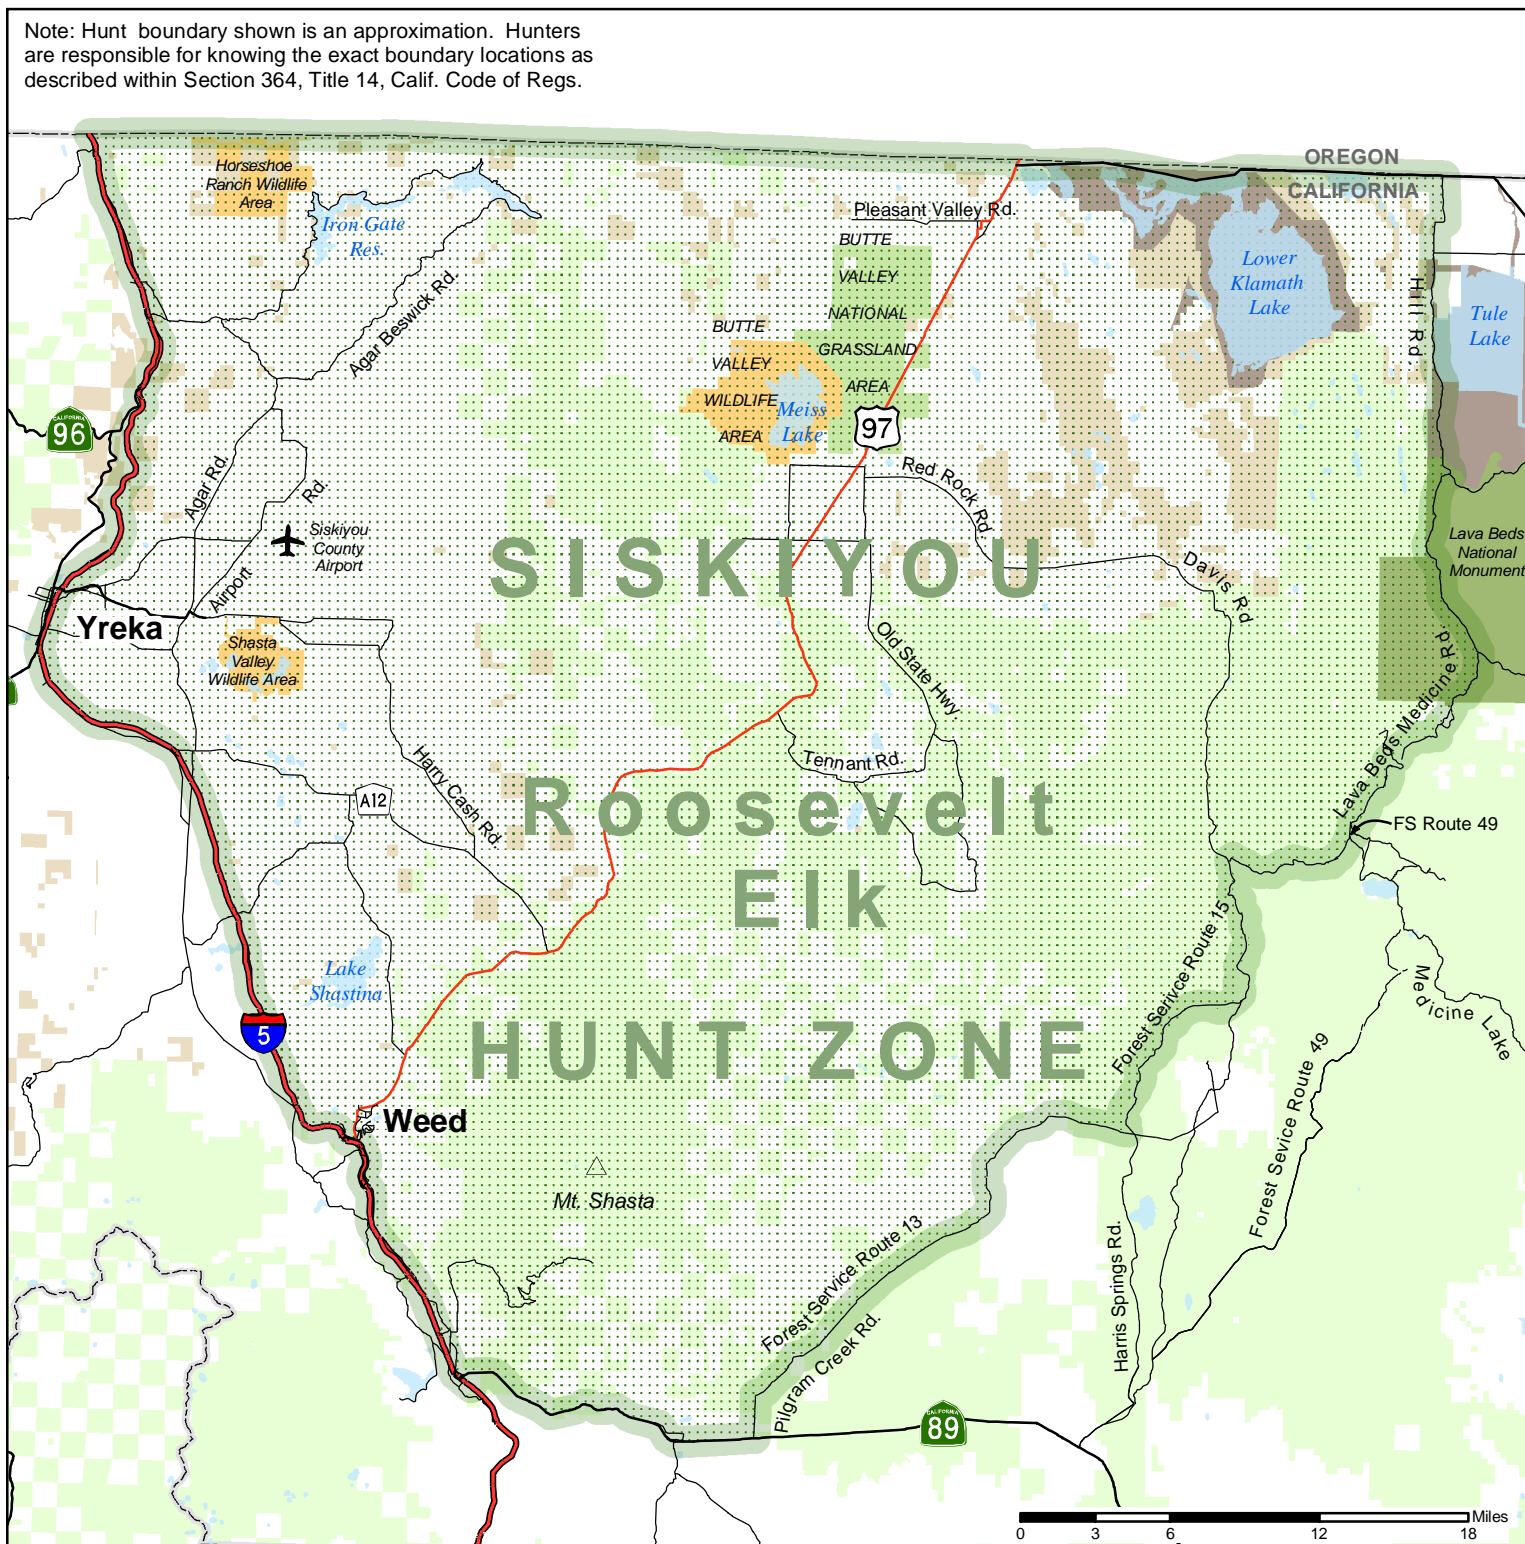 Note: Hunt boundary shown is an approximation. Hunters
are responsible for knowing the exact boundary locations as
described within Section 364, Title 14, Calif. Code of Regs.
OREGON
CALIFORNIA
Horseshoe
Ranch Wildlife
Area
Iron Gate
Res.
Pleasant Valley Rd.
BUTTE
VALLEY
NATIONAL
GRASSLAND
AREA
Lower
Klamath
Lake
Hill Rd.
Tule
Lake
Agar Beswick Rd.
BUTTE
VALLEY
WILDLIFE
AREA
Meiss
Lake
97
CALIFORNIA
96
Agar Rd.
Rd.
Airport
Siskiyou
County
Airport
Red Rock Rd
Davis Rd
Lava Beds
National
Monument
SISKIYOU
Yreka
Shasta
Valley
Wildlife Area
Old State Hwy.
Lava Beds Medicine Rd.
Tennant Rd.
Harry Cash Rd.
A12
Roosevelt
FS Route 49
Elk
Lake
Shastina
Forest Serivce Route 15
Medicine Lake
5
HUNT ZONE
Forest Sevice Route 49
Weed
Mt. Shasta
Forest Service Route 13
Pilgram Creek Rd.
Harris Springs Rd.
CALIFORNIA
89
Miles
0 3 6 12 18